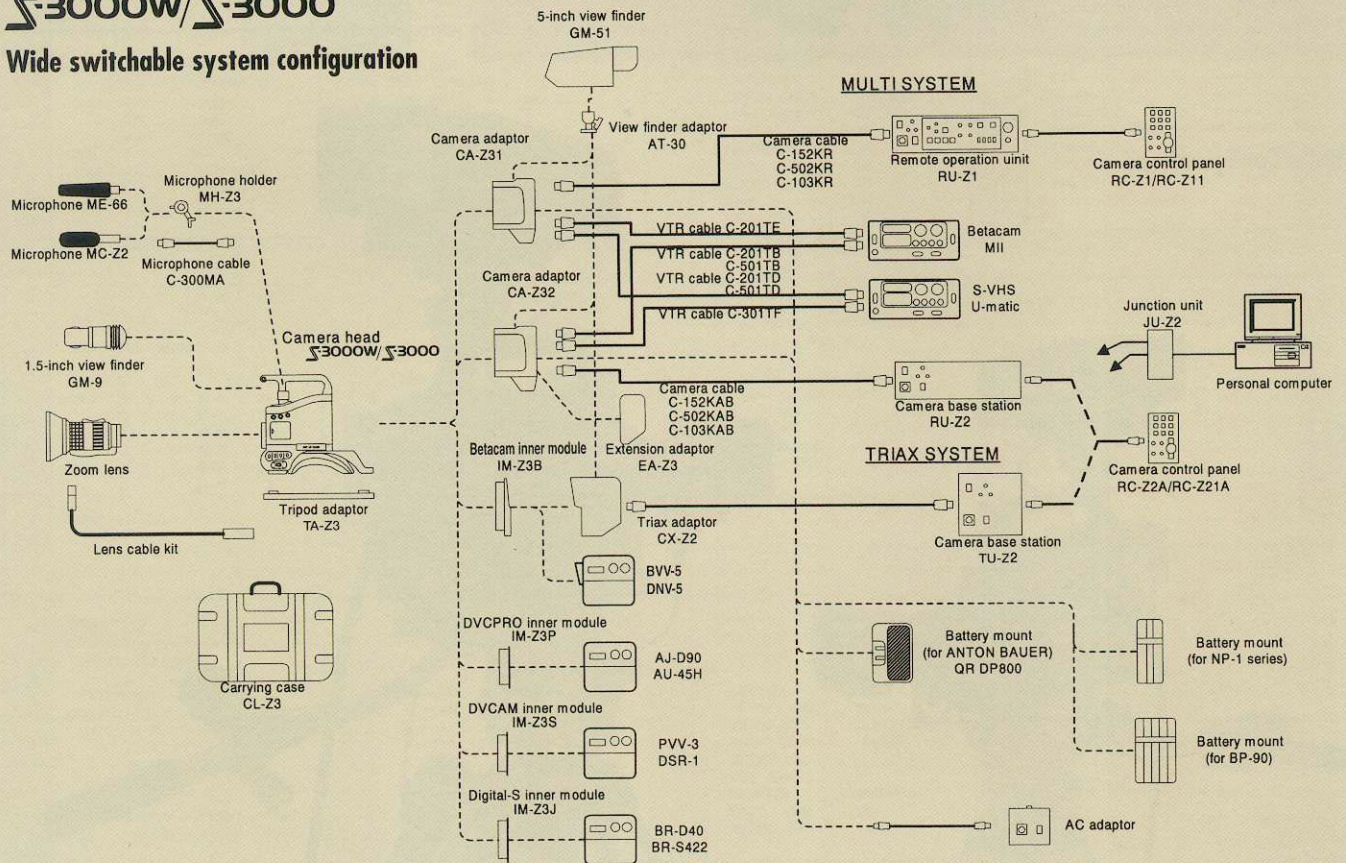 Z-3000W/Z-3000
Wide switchable system configuration
5-inch view finder
GM-51
View finder adaptor
AT-30
Camera adaptor
CA-Z31
MULTI SYSTEM
Camera cable
C-152KR
C-502KR
C-103KR
Remote operation uinit
RU-Z1
Camera control panel
RC-Z1/RC-Z11
Microphone holder
MH-Z3
Microphone ME-66
Microphone MC-Z2
Microphone cable
C-300MA
VTR cable C-201TE
VTR cable C-201TB
C-501TB
VTR cable C-201TD
C-501TD
VTR cable C-301TF
Betacam
MII
S-VHS
U-matic
Camera adaptor
CA-Z32
Junction unit
JU-Z2
Personal computer
Camera head
Z-3000W/Z-3000
1.5-inch view finder
GM-9
Camera cable
C-152KAB
C-502KAB
C-103KAB
Camera base station
RU-Z2
Extension adaptor
EA-Z3
Betacam inner module
IM-Z3B
TRIAX SYSTEM
Camera control panel
RC-Z2A/RC-Z21A
Zoom lens
Tripod adaptor
TA-Z3
Lens cable kit
Triax adaptor
CX-Z2
Camera base station
TU-Z2
BVV-5
DNV-5
DVCPRO inner module
IM-Z3P
AJ-D90
AU-45H
Battery mount
(for ANTON BAUER)
QR DP800
Battery mount
(for NP-1 series)
Carrying case
CL-Z3
DVCAM inner module
IM-Z3S
PVV-3
DSR-1
Battery mount
(for BP-90)
Digital-S inner module
IM-Z3J
BR-D40
BR-S422
AC adaptor